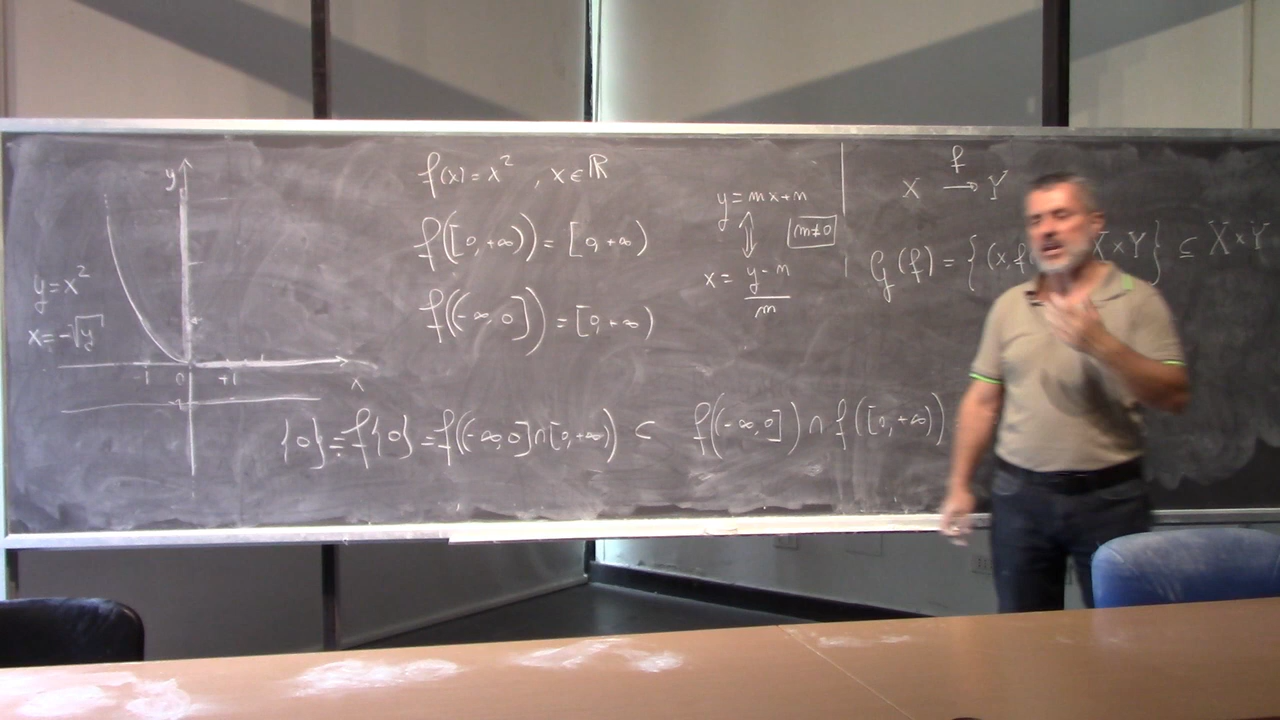 y
y = x²
x = -√y
-1 0 +1
x
f(x) = x² , x ∈ ℝ
f([0, +∞)) = [0, +∞)
f((-∞, 0]) = [0, +∞)
{0} = f{0} = f((-∞, 0] ∩ [0, +∞)) ⊂ f((-∞, 0]) ∩ f([0, +∞))
y = mx + n
m ≠ 0
x = y - n / m
f
X → Y
G(f) = {(x, f X × Y} ⊆ X × Y